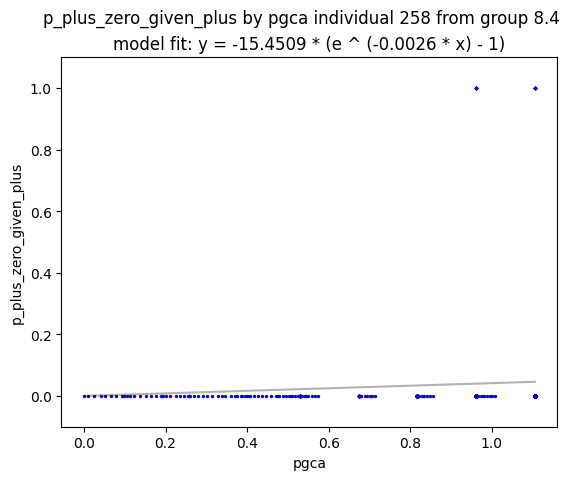 p_plus_zero_given_plus by pgca individual 258 from group 8.4
model fit: y = -15.4509 * (e ^ (-0.0026 * x) - 1)
1.0
0.8
0.6
0.4
0.2
0.0
p_plus_zero_given_plus
0.0 0.2 0.4 0.6 0.8 1.0
pgca